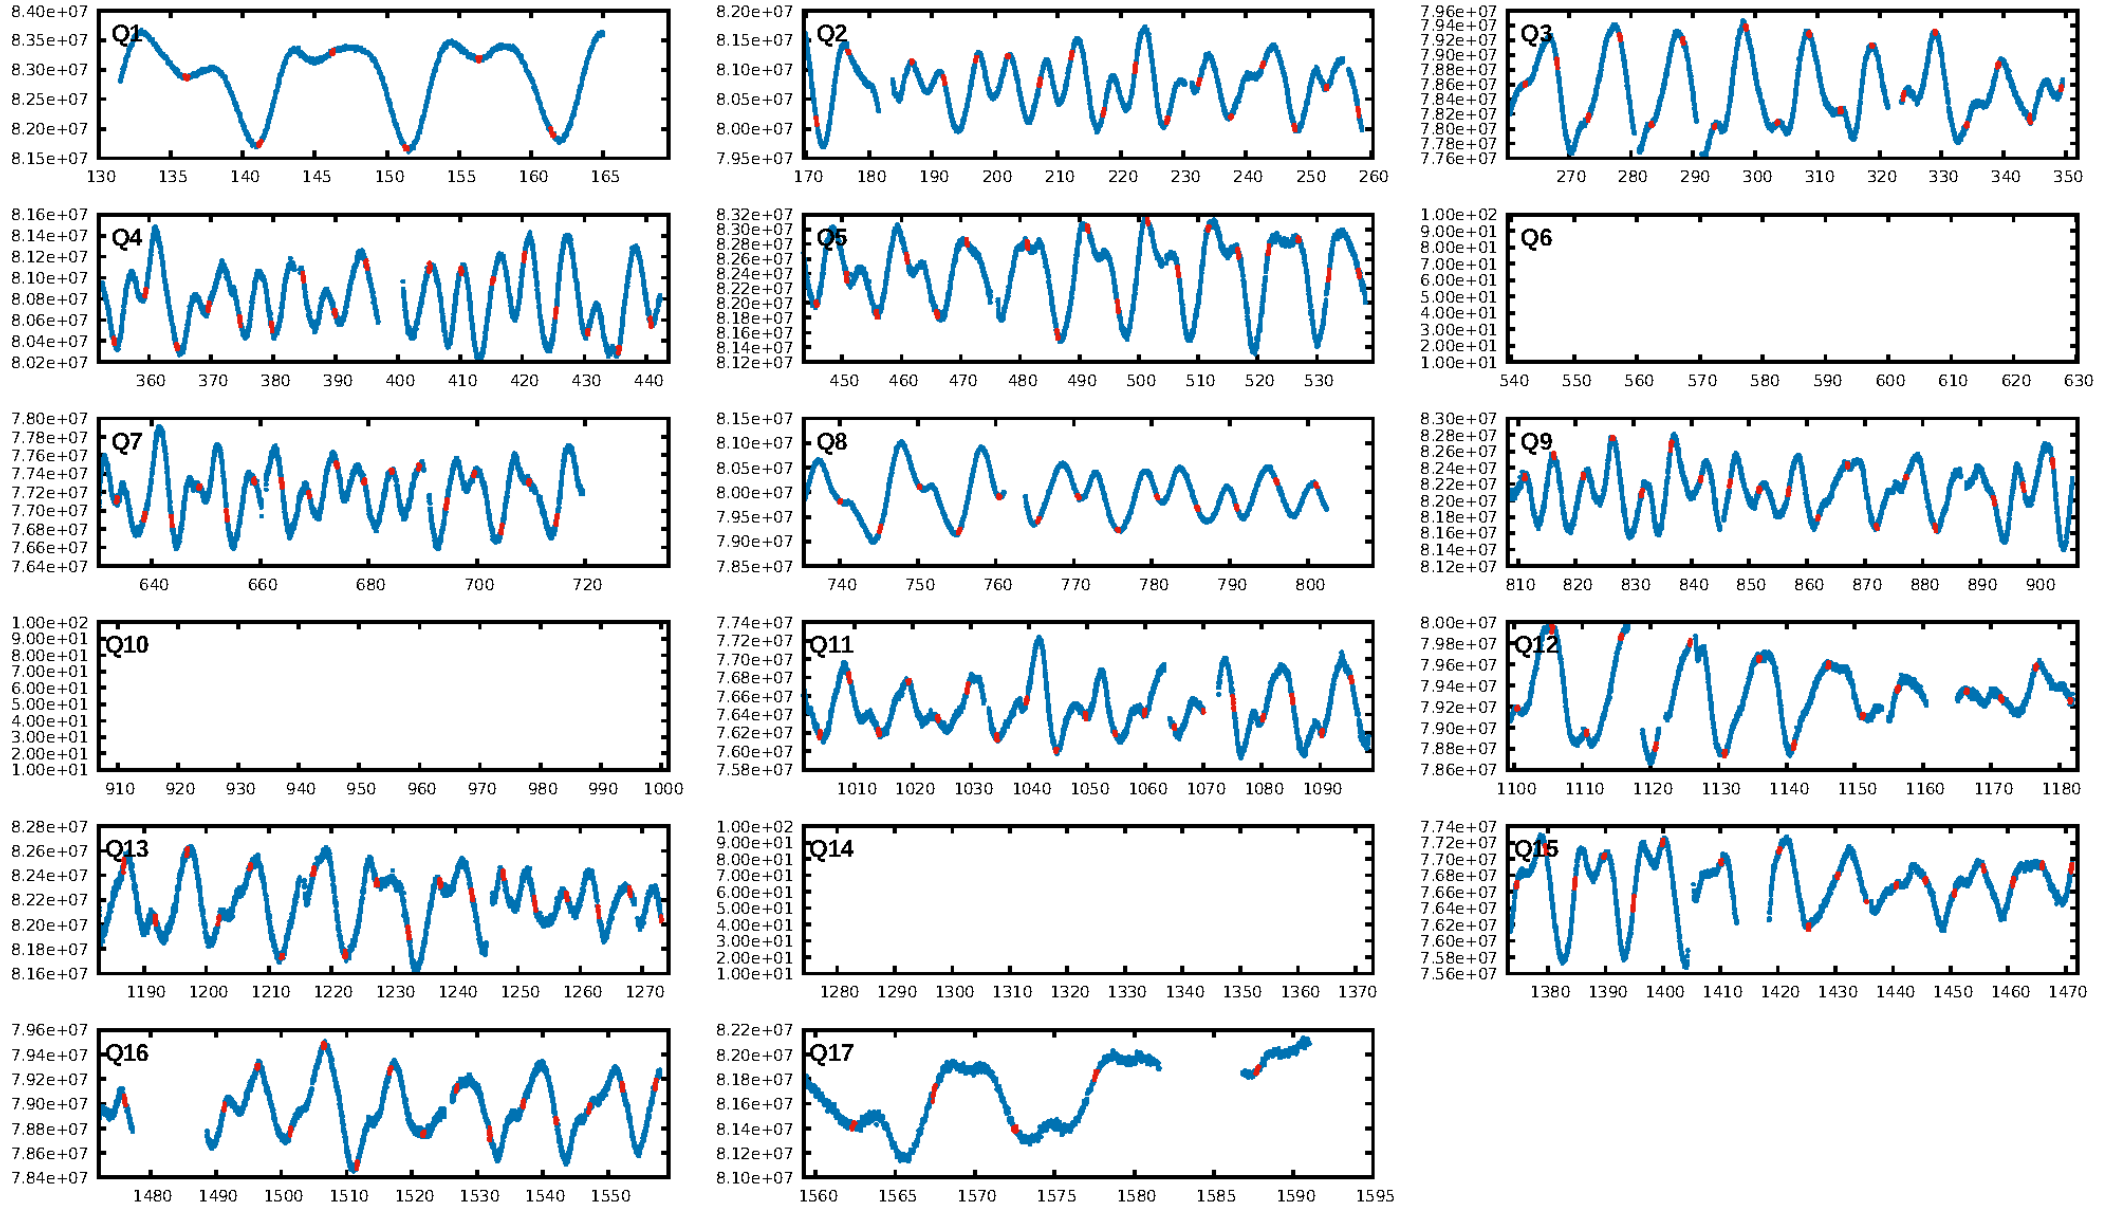 8.40e+07
8.35e+07
8.30e+07
8.25e+07
8.20e+07
8.15e+07
Q1
130 135 140 145 150 155 160 165
8.20e+07
8.15e+07
8.10e+07
8.05e+07
8.00e+07
7.95e+07
Q2
170 180 190 200 210 220 230 240 250 260
7.96e+07
7.94e+07
7.92e+07
7.90e+07
7.88e+07
7.86e+07
7.84e+07
7.82e+07
7.80e+07
7.78e+07
7.76e+07
Q3
270 280 290 300 310 320 330 340 350
8.16e+07
8.14e+07
8.12e+07
8.10e+07
8.08e+07
8.06e+07
8.04e+07
8.02e+07
Q4
360 370 380 390 400 410 420 430 440
8.32e+07
8.30e+07
8.28e+07
8.26e+07
8.24e+07
8.22e+07
8.20e+07
8.18e+07
8.16e+07
8.14e+07
8.12e+07
Q5
450 460 470 480 490 500 510 520 530
1.00e+02
9.00e+01
8.00e+01
7.00e+01
6.00e+01
5.00e+01
4.00e+01
3.00e+01
2.00e+01
1.00e+01
Q6
540 550 560 570 580 590 600 610 620 630
7.80e+07
7.78e+07
7.76e+07
7.74e+07
7.72e+07
7.70e+07
7.68e+07
7.66e+07
7.64e+07
Q7
640 660 680 700 720
8.15e+07
8.10e+07
8.05e+07
8.00e+07
7.95e+07
7.90e+07
7.85e+07
Q8
740 750 760 770 780 790 800
8.30e+07
8.28e+07
8.26e+07
8.24e+07
8.22e+07
8.20e+07
8.18e+07
8.16e+07
8.14e+07
8.12e+07
Q9
810 820 830 840 850 860 870 880 890 900
1.00e+02
9.00e+01
8.00e+01
7.00e+01
6.00e+01
5.00e+01
4.00e+01
3.00e+01
2.00e+01
1.00e+01
Q10
910 920 930 940 950 960 970 980 990 1000
7.74e+07
7.72e+07
7.70e+07
7.68e+07
7.66e+07
7.64e+07
7.62e+07
7.60e+07
7.58e+07
Q11
1010 1020 1030 1040 1050 1060 1070 1080 1090
8.00e+07
7.98e+07
7.96e+07
7.94e+07
7.92e+07
7.90e+07
7.88e+07
7.86e+07
Q12
1100 1110 1120 1130 1140 1150 1160 1170 1180
8.28e+07
8.26e+07
8.24e+07
8.22e+07
8.20e+07
8.18e+07
8.16e+07
Q13
1190 1200 1210 1220 1230 1240 1250 1260 1270
1.00e+02
9.00e+01
8.00e+01
7.00e+01
6.00e+01
5.00e+01
4.00e+01
3.00e+01
2.00e+01
1.00e+01
Q14
1280 1290 1300 1310 1320 1330 1340 1350 1360 1370
7.74e+07
7.72e+07
7.70e+07
7.68e+07
7.66e+07
7.64e+07
7.62e+07
7.60e+07
7.58e+07
7.56e+07
Q15
1380 1390 1400 1410 1420 1430 1440 1450 1460 1470
7.96e+07
7.94e+07
7.92e+07
7.90e+07
7.88e+07
7.86e+07
7.84e+07
Q16
1480 1490 1500 1510 1520 1530 1540 1550
8.22e+07
8.20e+07
8.18e+07
8.16e+07
8.14e+07
8.12e+07
8.10e+07
Q17
1560 1565 1570 1575 1580 1585 1590 1595